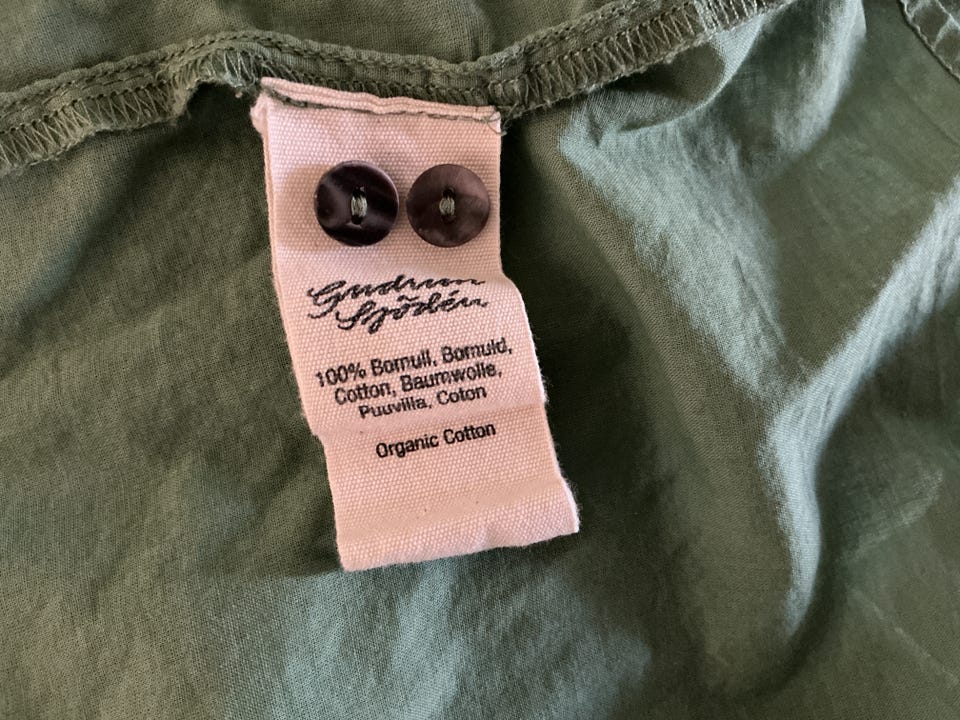 Gudrun
Sjödén
100% Bomull, Bomuld,
Cotton, Baumwolle,
Puuvilla, Coton
Organic Cotton